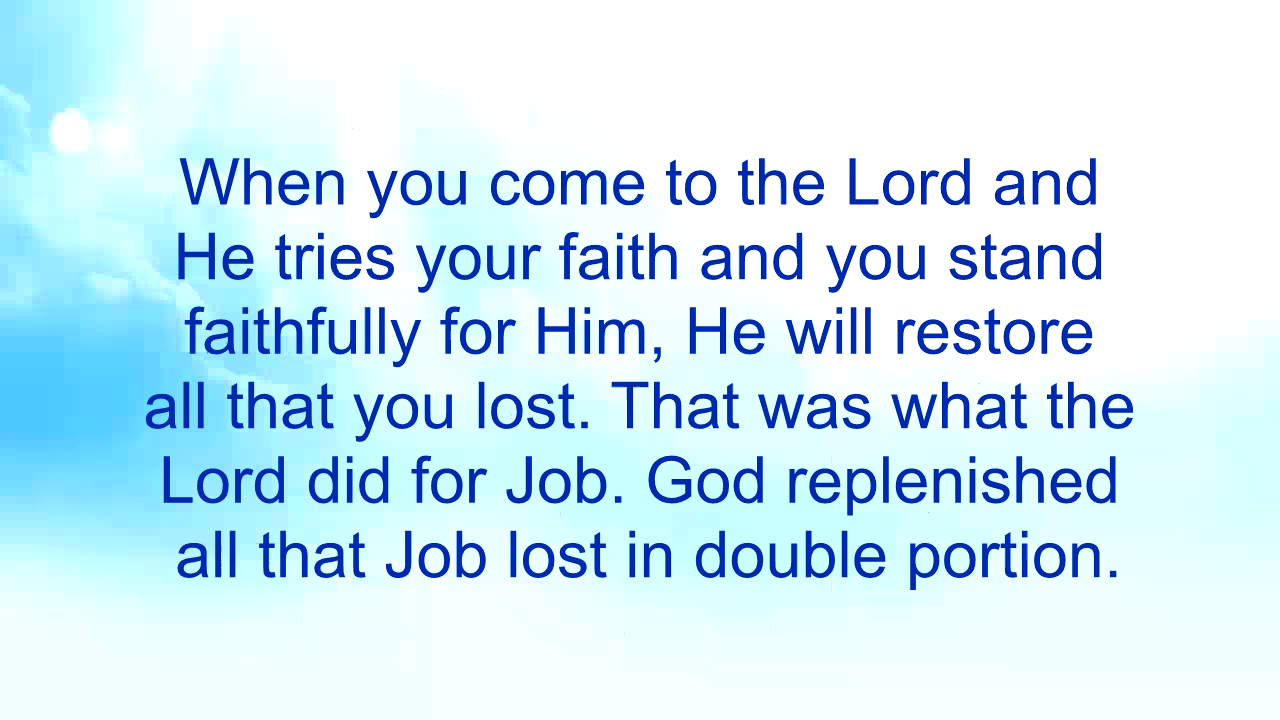 When you come to the Lord and
He tries your faith and you stand
faithfully for Him, He will restore
all that you lost. That was what the
Lord did for Job. God replenished
all that Job lost in double portion.